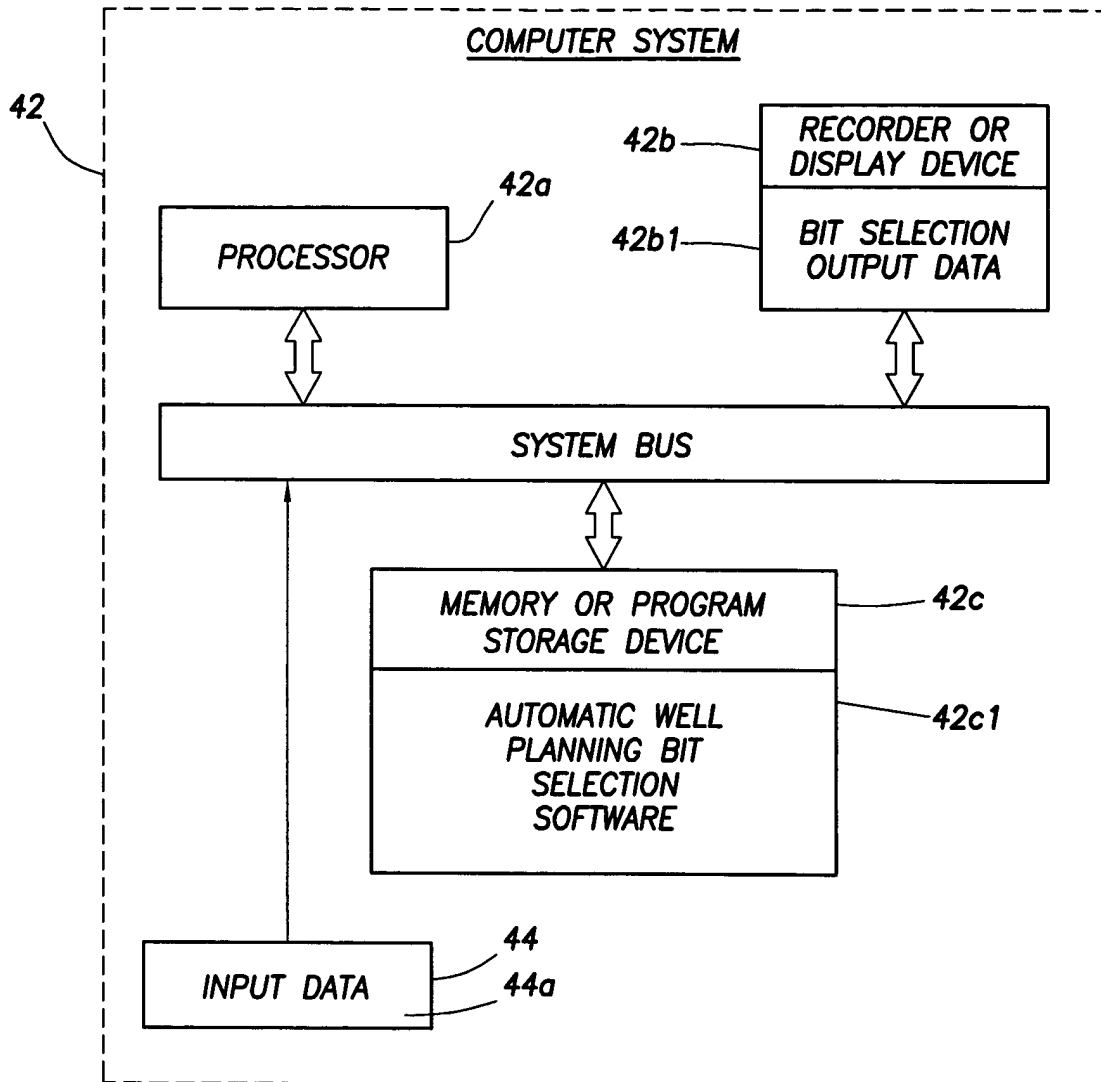 COMPUTER SYSTEM
42
42b
RECORDER OR
DISPLAY DEVICE
42a
PROCESSOR
42b1
BIT SELECTION
OUTPUT DATA
SYSTEM BUS
MEMORY OR PROGRAM
STORAGE DEVICE
42c
AUTOMATIC WELL
PLANNING BIT
SELECTION
SOFTWARE
42c1
INPUT DATA
44
44a